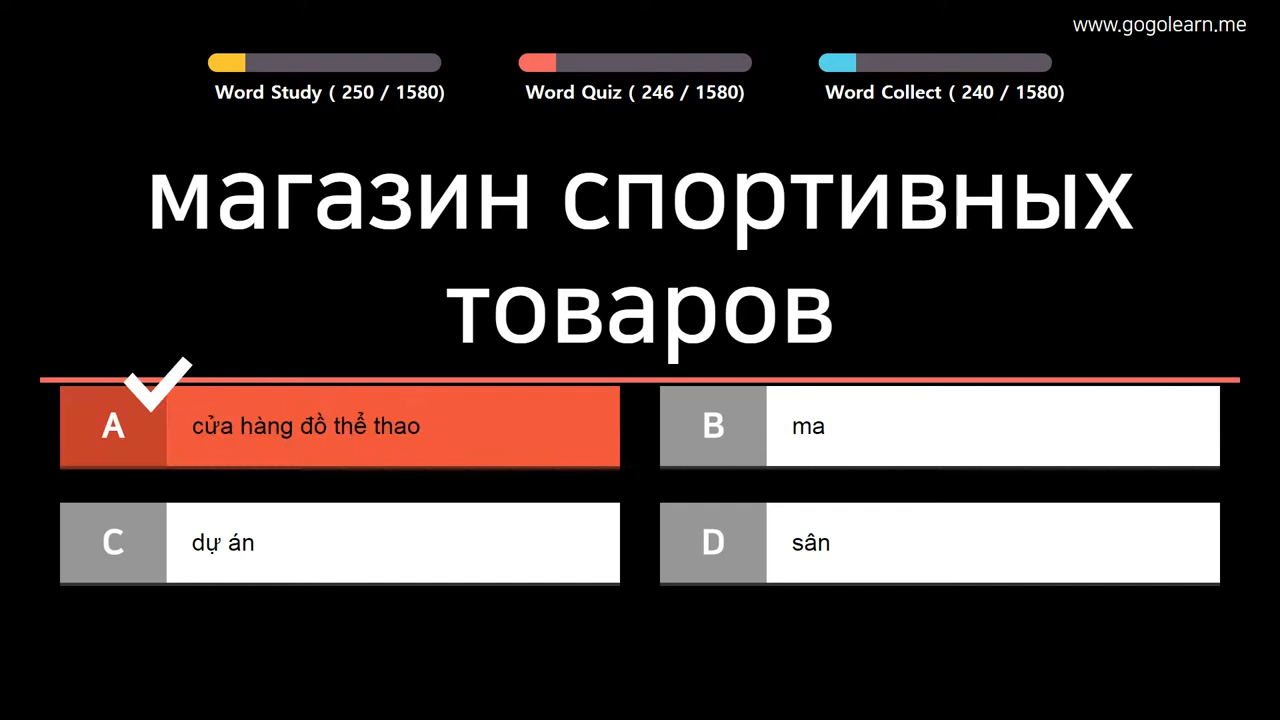 www.gogolearn.me
Word Study ( 250 / 1580)
Word Quiz ( 246 / 1580)
Word Collect ( 240 / 1580)
магазин спортивных
товаров
A
cửa hàng đồ thể thao
B
ma
C
dự án
D
sân